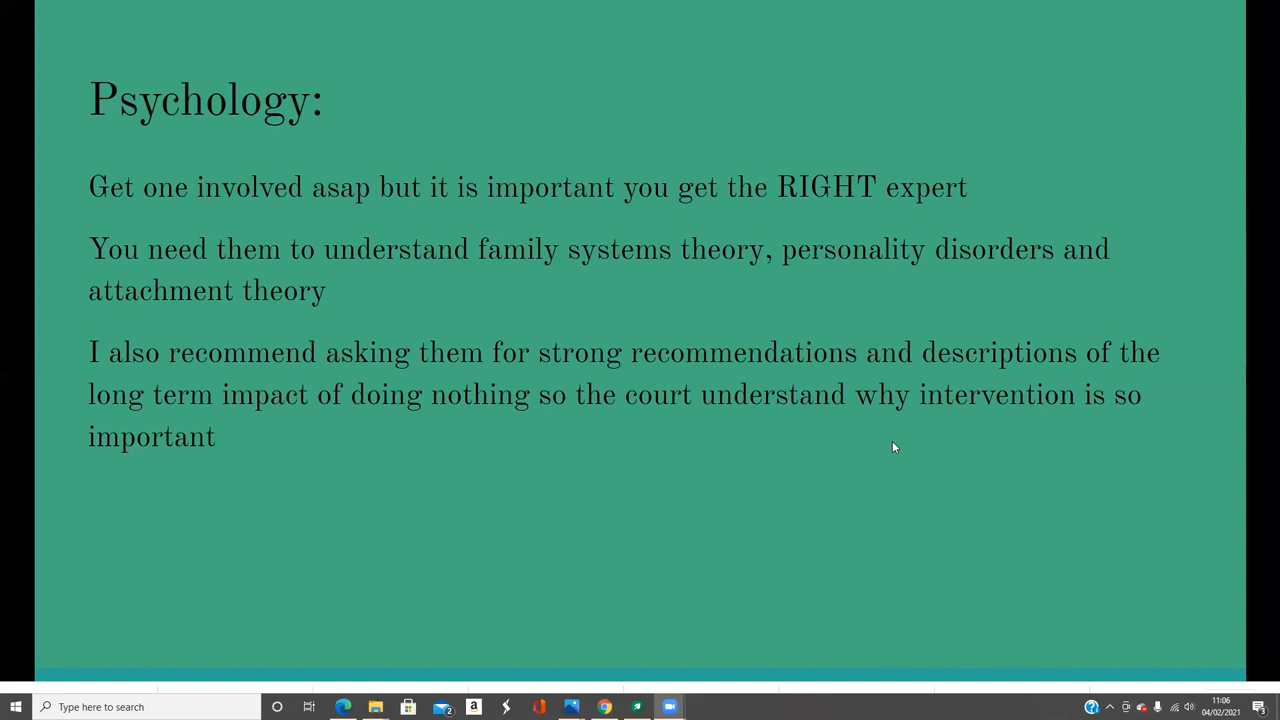 Psychology:
Get one involved asap but it is important you get the RIGHT expert
You need them to understand family systems theory, personality disorders and
attachment theory
I also recommend asking them for strong recommendations and descriptions of the
long term impact of doing nothing so the court understand why intervention is so
important
Type here to search
2
a
11:06
04/02/2021
3